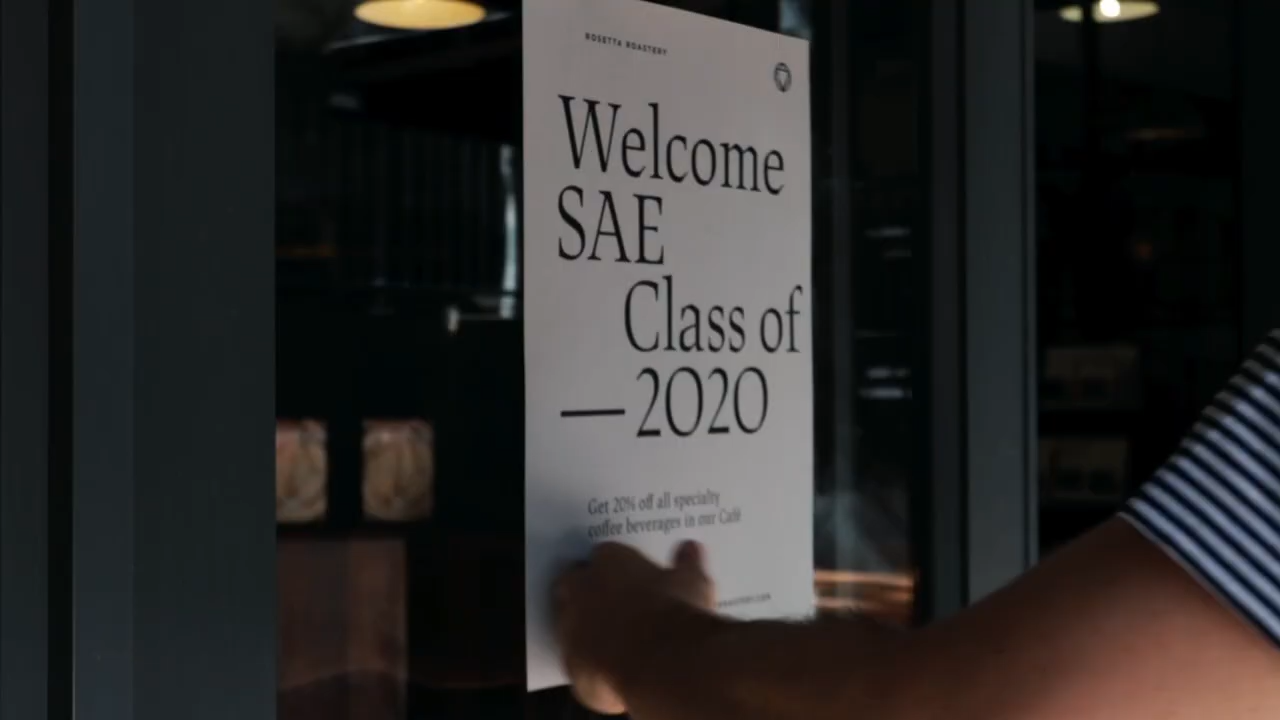 ROSETTA ROASTERY
Welcome
SAE
Class of
—2020
Get 20% off all specialty
coffee beverages in our Café